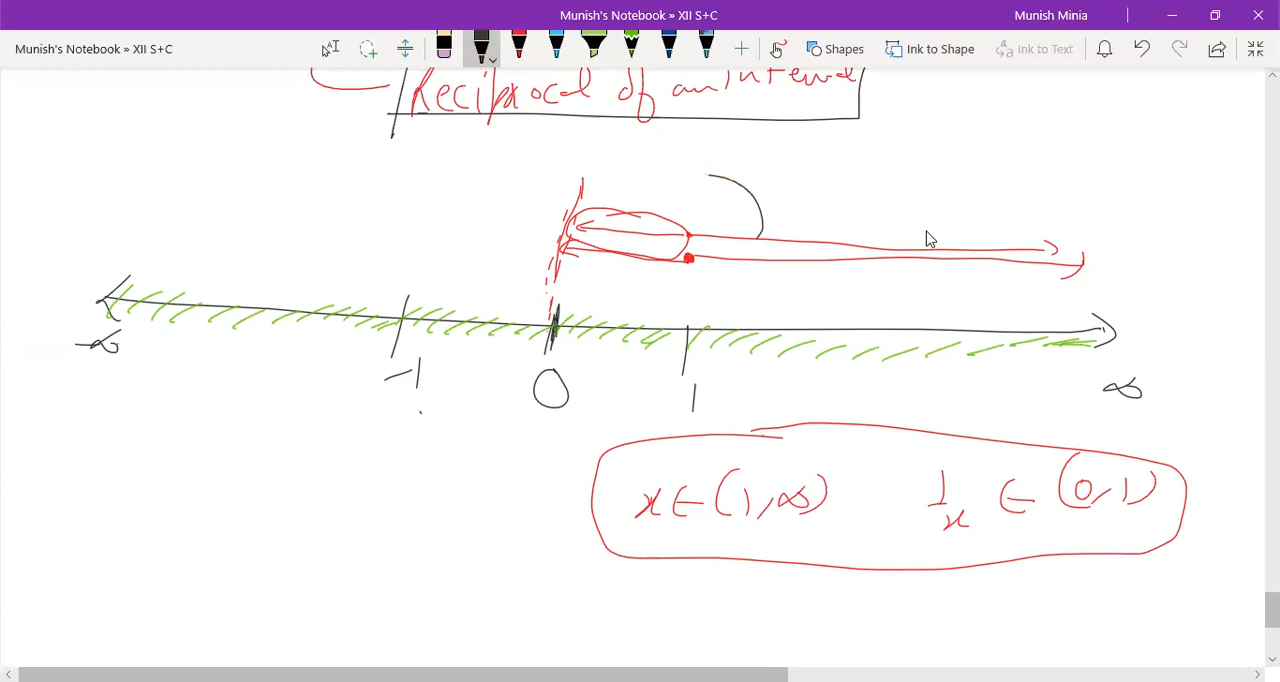 Munish's Notebook » XII S+C
Munish Minia
Munish's Notebook » XII S+C
Shapes
Ink to Shape
Ink to Text
Reciprocal of an interval
-∞
-1
0
1
∞
x ∈ (1, ∞) 1/x ∈ (0, 1)